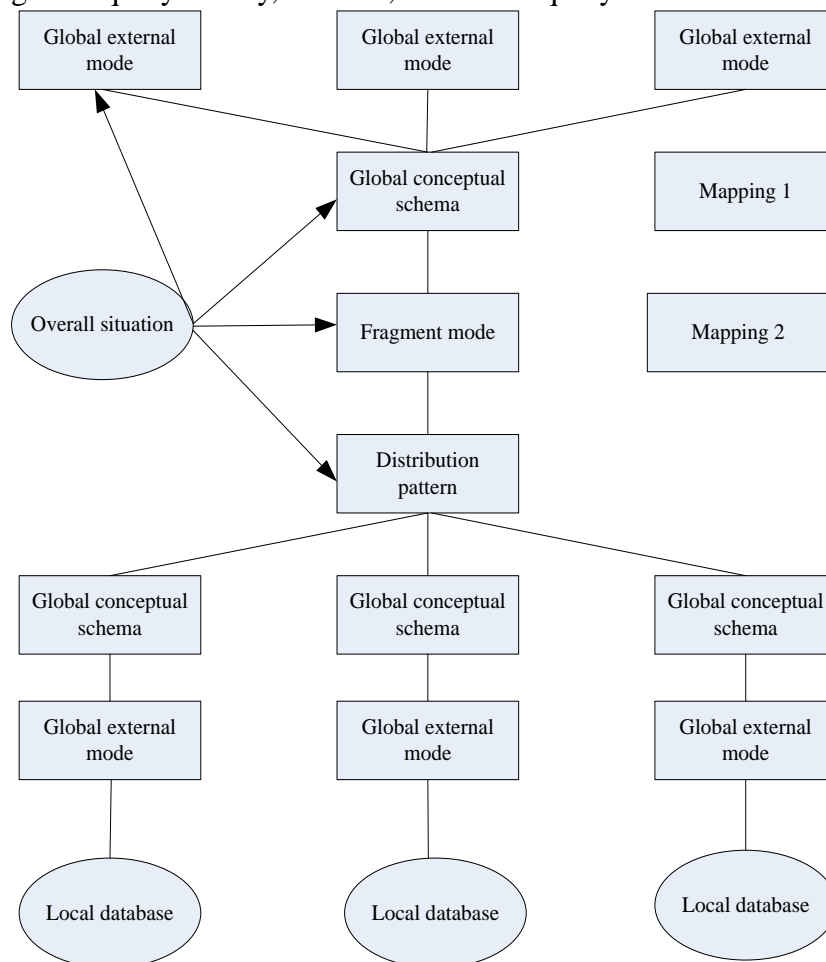 Global external
mode
Global external
mode
Global external
mode
Global conceptual
schema
Mapping 1
Overall situation
Fragment mode
Mapping 2
Distribution
pattern
Global conceptual
schema
Global conceptual
schema
Global conceptual
schema
Global external
mode
Global external
mode
Global external
mode
Local database
Local database
Local database